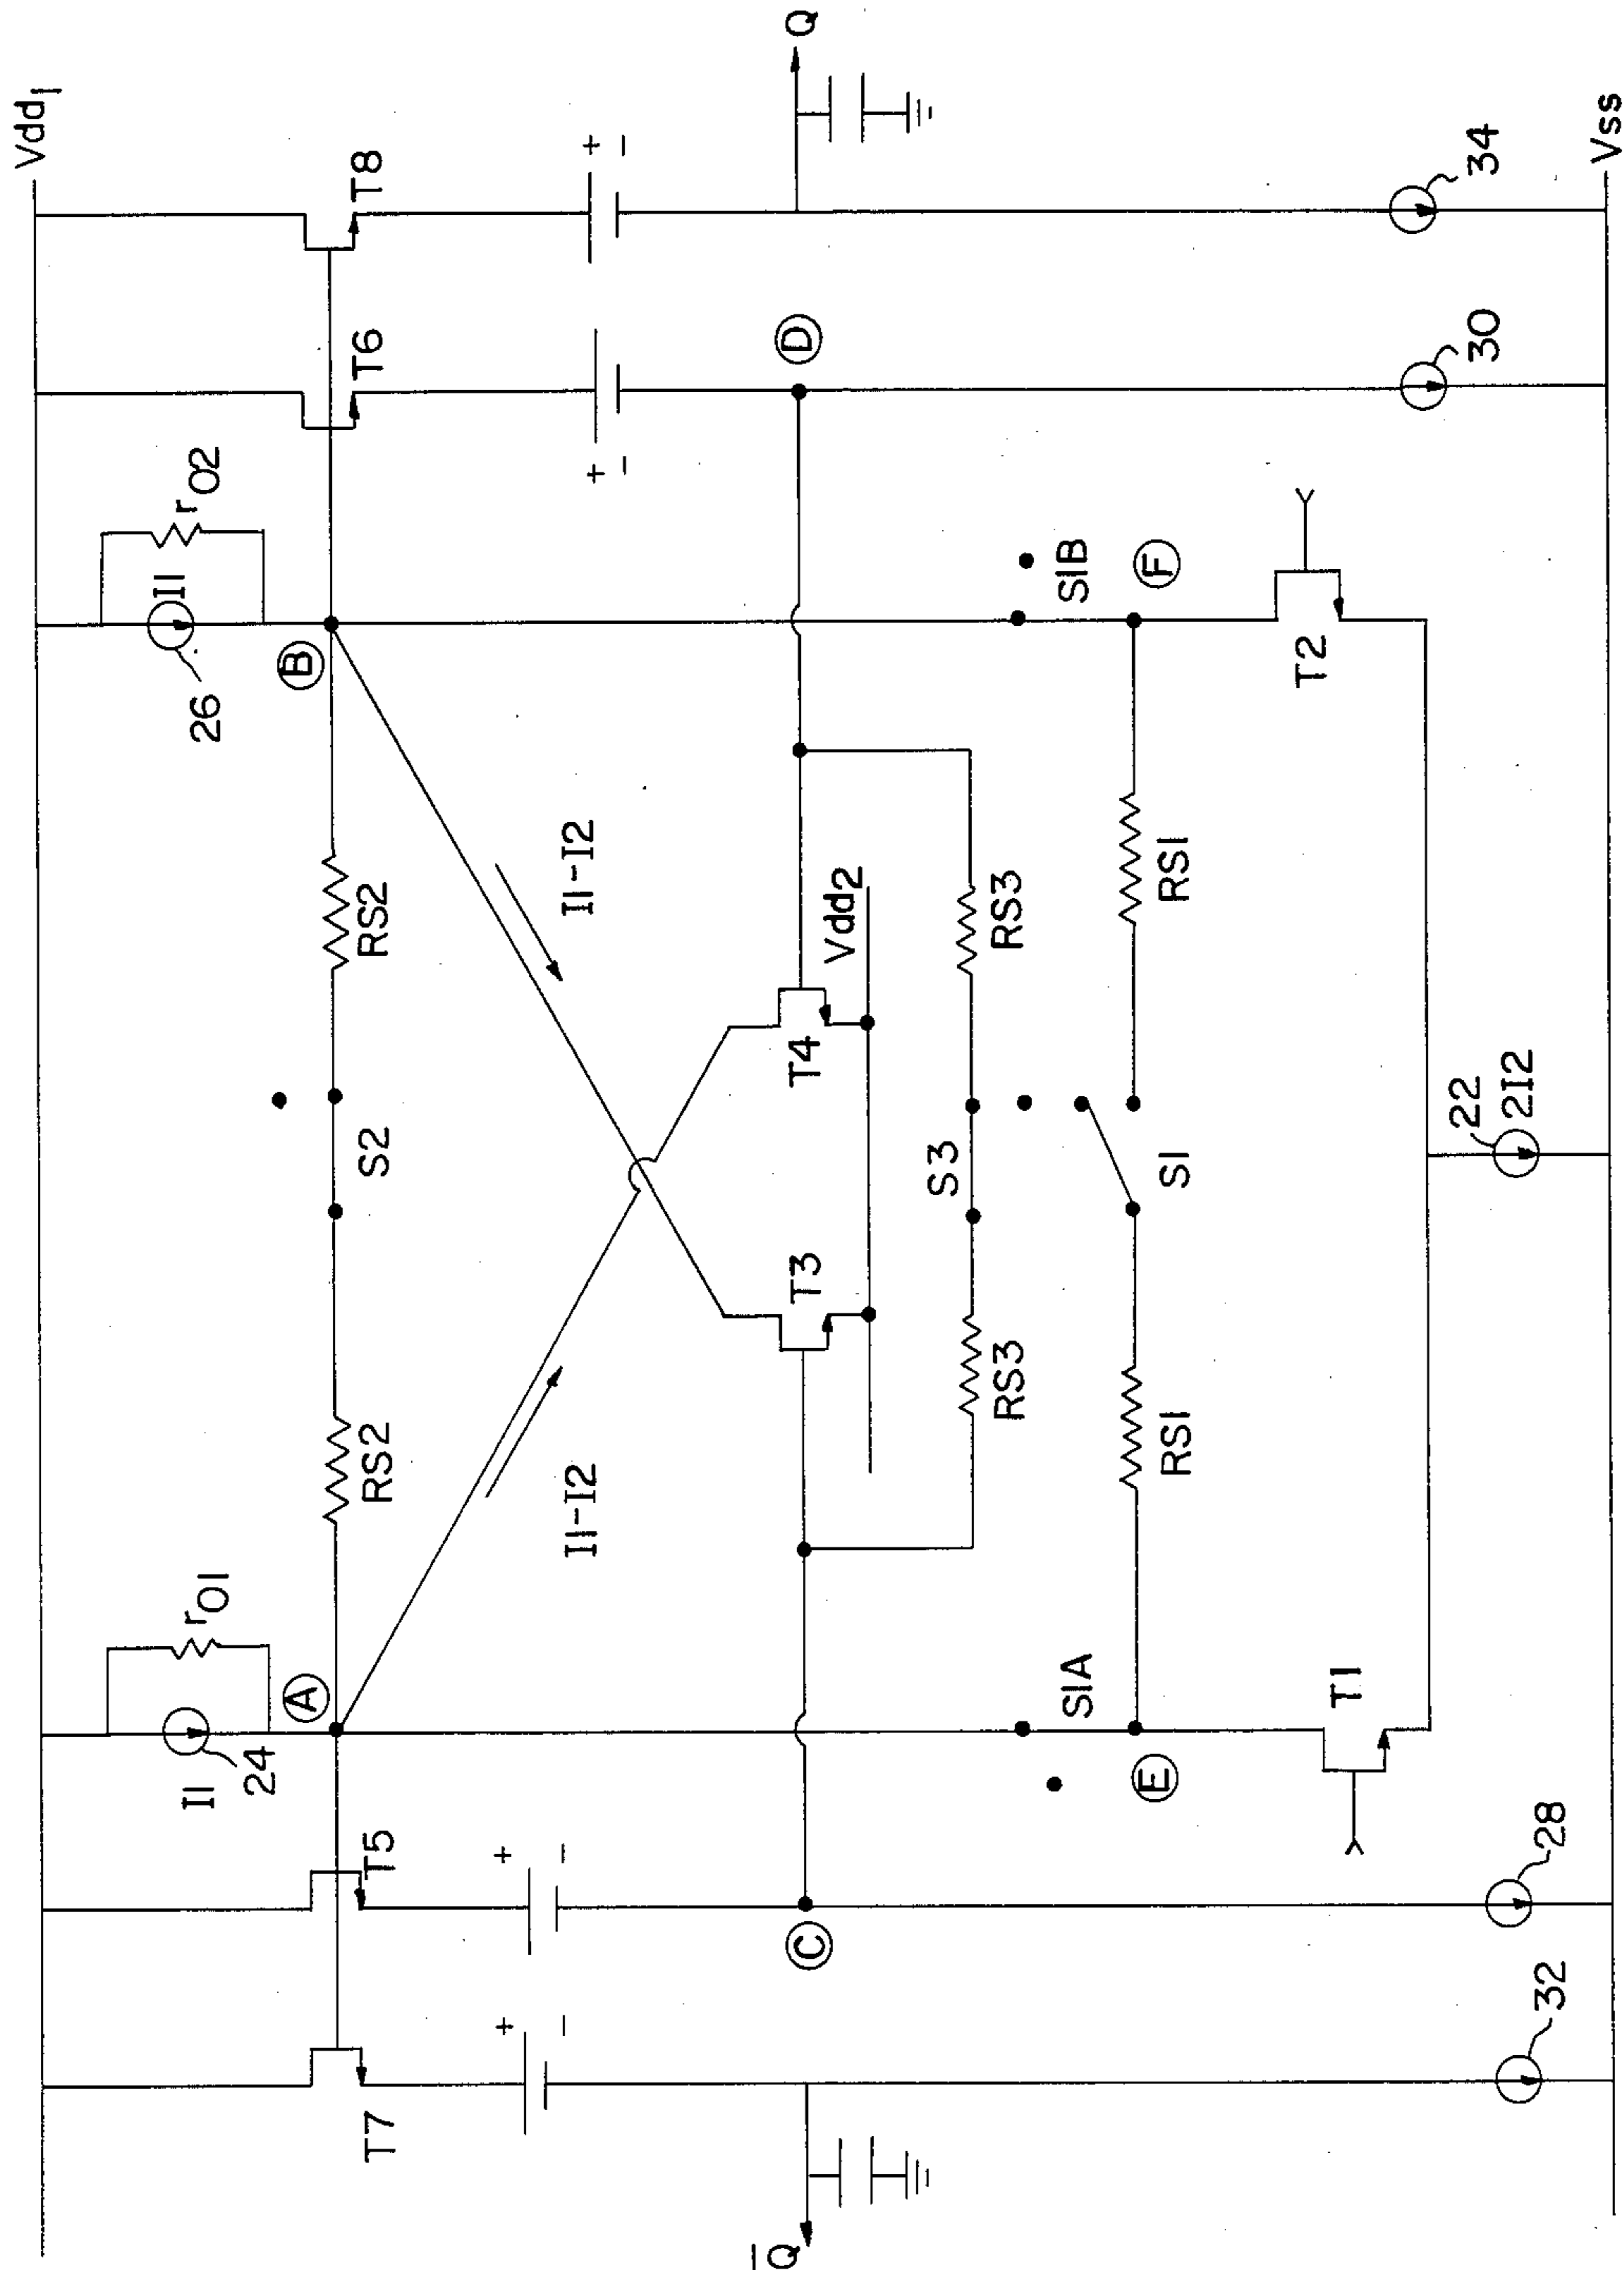 Vdd1
I1
24
rO1
I1
26
rO2
T7
T5
A
B
T6
T8
RS2
S2
RS2
+
-
+
-
+
-
+
-
I1-I2
I1-I2
Q̅
C
T3
T4
Vdd2
D
Q
RS3
S3
RS3
S1A
S1B
E
RS1
S1
RS1
F
T1
T2
32
28
22
2I2
30
34
Vss